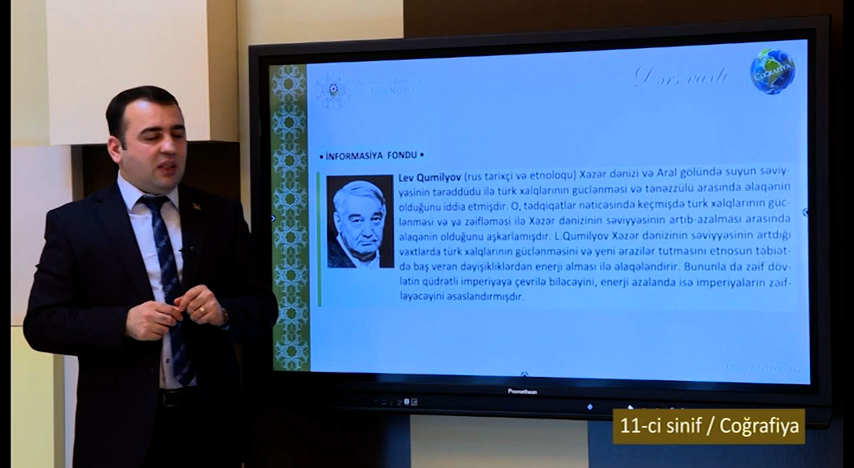 Dərs vaxtı
COĞRAFİYA
• İNFORMASİYA FONDU •
Lev Qumilyov (rus tarixçi və etnoloqu) Xəzər dənizi və Aral gölündə suyun səviy-
yəsinin tərəddüdü ilə türk xalqlarının güclənməsi və tənəzzülü arasında əlaqənin
olduğunu iddia etmişdir. O, tədqiqatlar nəticəsində keçmişdə türk xalqlarının güc-
lənməsi və ya zəifləməsi ilə Xəzər dənizinin səviyyəsinin artıb-azalması arasında
əlaqənin olduğunu aşkarlamışdır. L.Qumilyov Xəzər dənizinin səviyyəsinin artdığı
vaxtlarda türk xalqlarının güclənməsini və yeni ərazilər tutmasını etnosun təbiət-
də baş verən dəyişikliklərdən enerji alması ilə əlaqələndirir. Bununla da zəif döv-
lətin qüdrətli imperiyaya çevrilə biləcəyini, enerji azalanda isə imperiyaların zəif-
ləyəcəyini əsaslandırmışdır.
Promethean
11-ci sinif / Coğrafiya